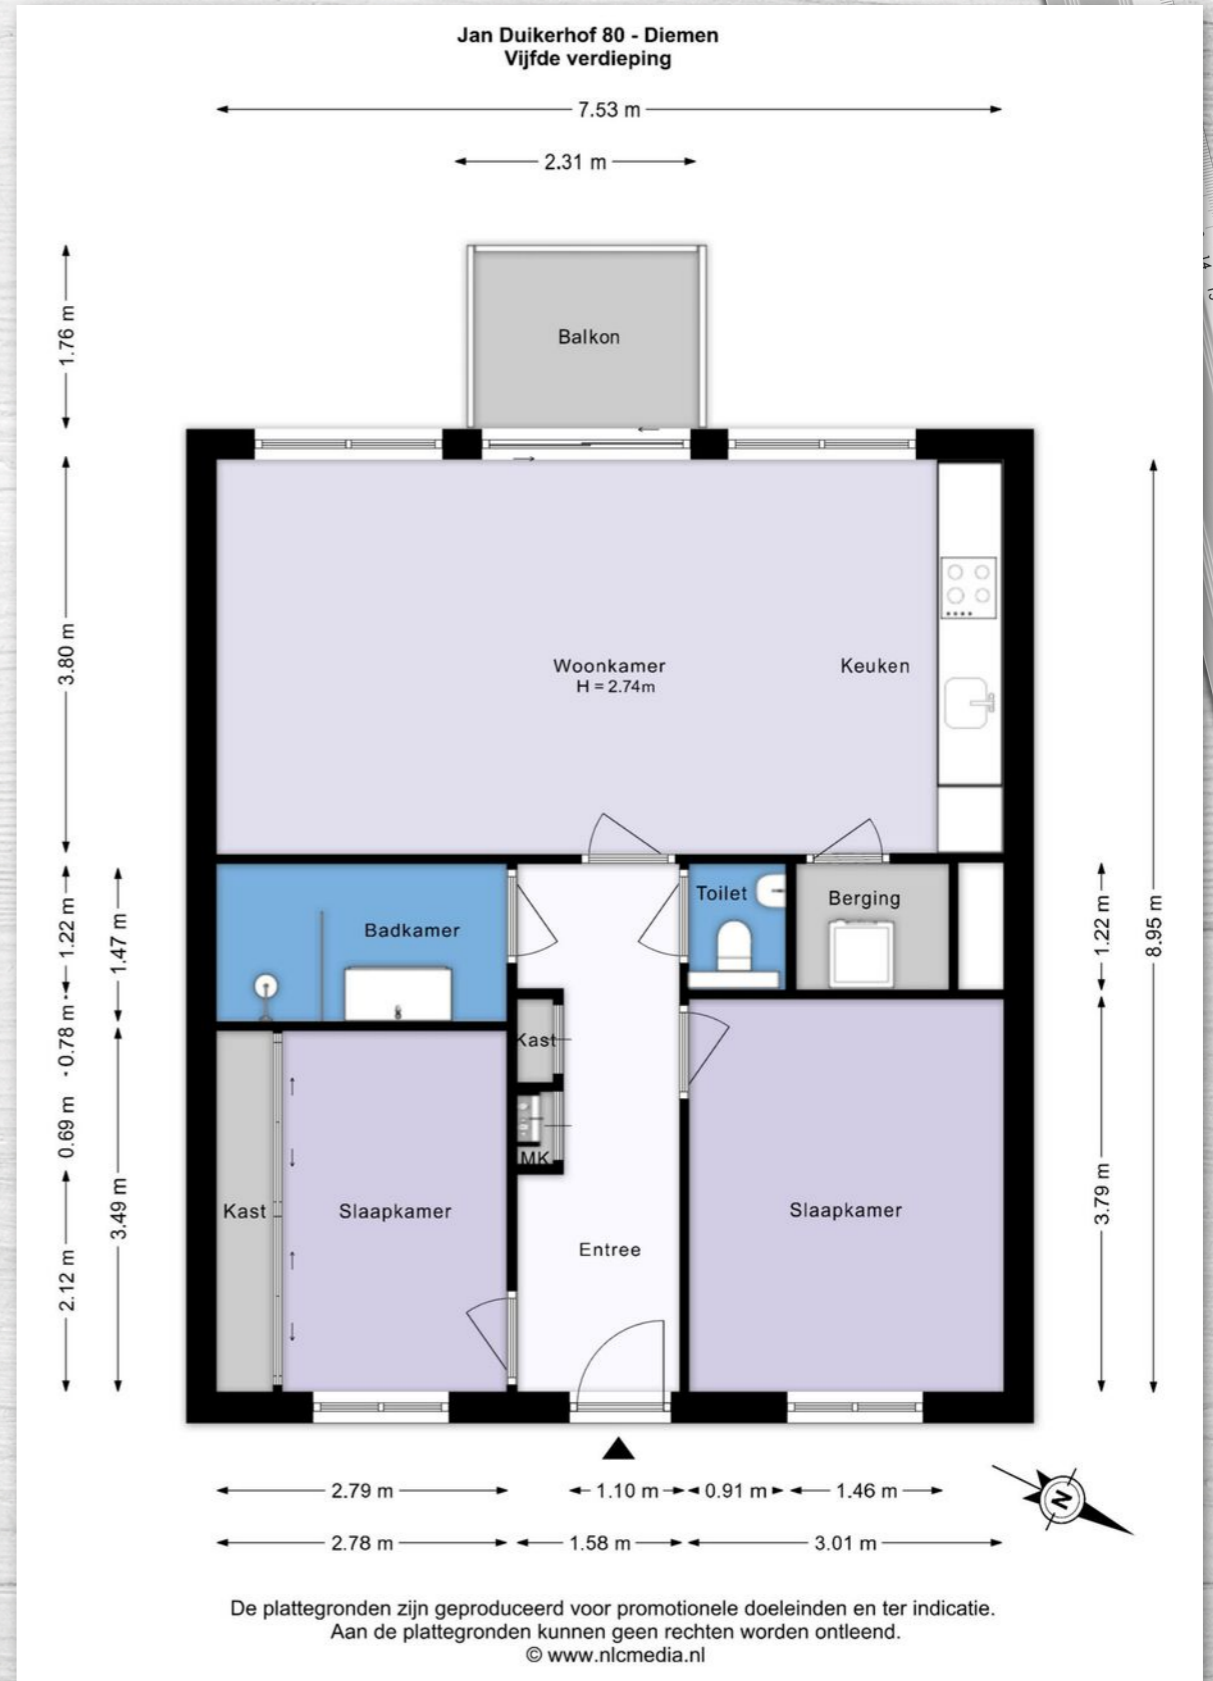 Jan Duikerhof 80 - Diemen
Vijfde verdieping
7.53 m
2.31 m
1.76 m
Balkon
3.80 m
Woonkamer
H = 2.74m
Keuken
8.95 m
1.22 m
1.47 m
Badkamer
Toilet
Berging
1.22 m
0.78 m
Kast
0.69 m
MK
3.49 m
2.12 m
Kast
Slaapkamer
Entree
Slaapkamer
3.79 m
2.79 m
1.10 m
0.91 m
1.46 m
2.78 m
1.58 m
3.01 m
N
De plattegronden zijn geproduceerd voor promotionele doeleinden en ter indicatie.
Aan de plattegronden kunnen geen rechten worden ontleend.
© www.nlcmedia.nl